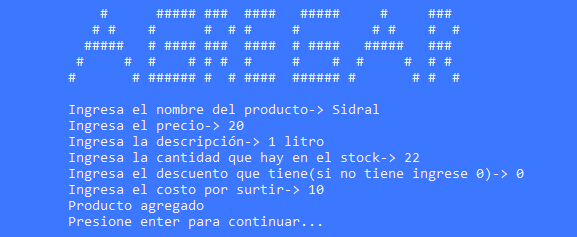 AGREGAR
Ingresa el nombre del producto-> Sidral
Ingresa el precio-> 20
Ingresa la descripción-> 1 litro
Ingresa la cantidad que hay en el stock-> 22
Ingresa el descuento que tiene(si no tiene ingrese 0)-> 0
Ingresa el costo por surtir-> 10
Producto agregado
Presione enter para continuar...